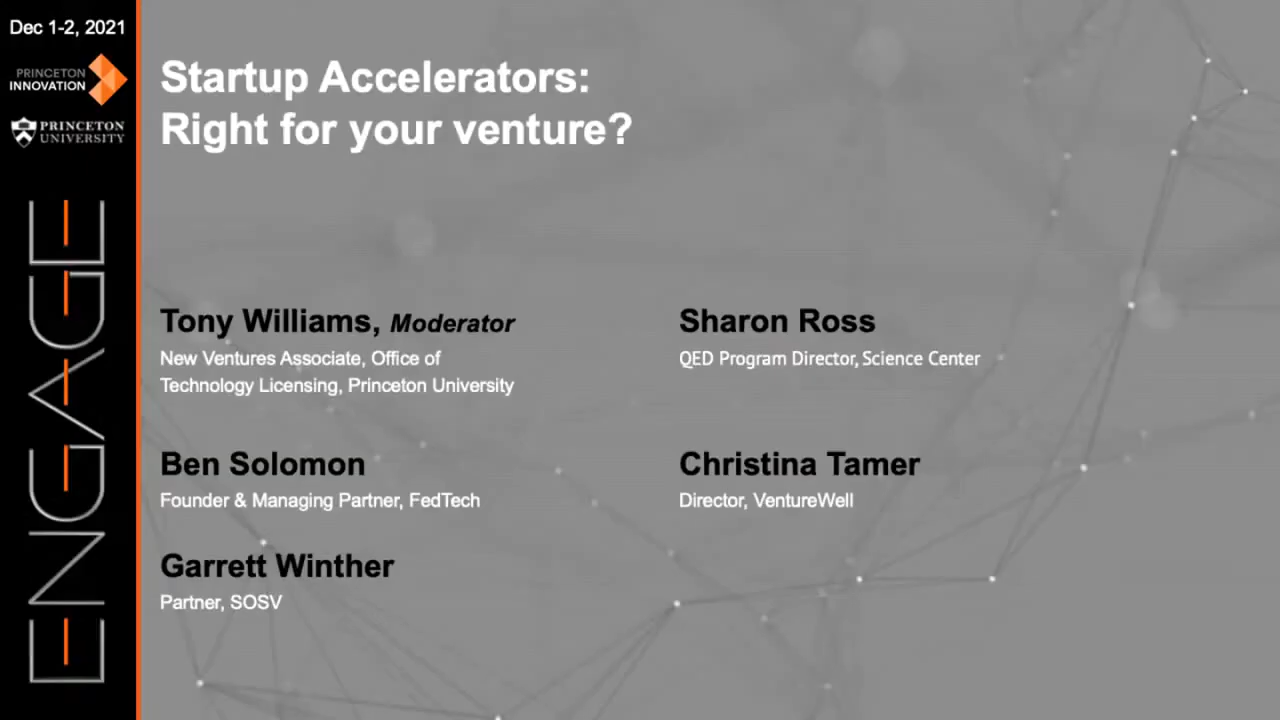 Dec 1-2, 2021
PRINCETON
INNOVATION
PRINCETON
UNIVERSITY
ENGAGE
Startup Accelerators:
Right for your venture?
Tony Williams, Moderator
New Ventures Associate, Office of
Technology Licensing, Princeton University
Sharon Ross
QED Program Director, Science Center
Ben Solomon
Founder & Managing Partner, FedTech
Christina Tamer
Director, VentureWell
Garrett Winther
Partner, SOSV